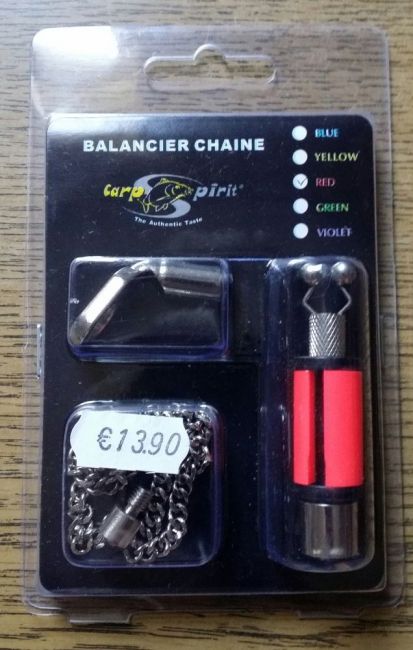 BALANCIER CHAINE
Carp Spirit®
The Authentic Taste
BLUE
YELLOW
RED
GREEN
VIOLET
€13.90